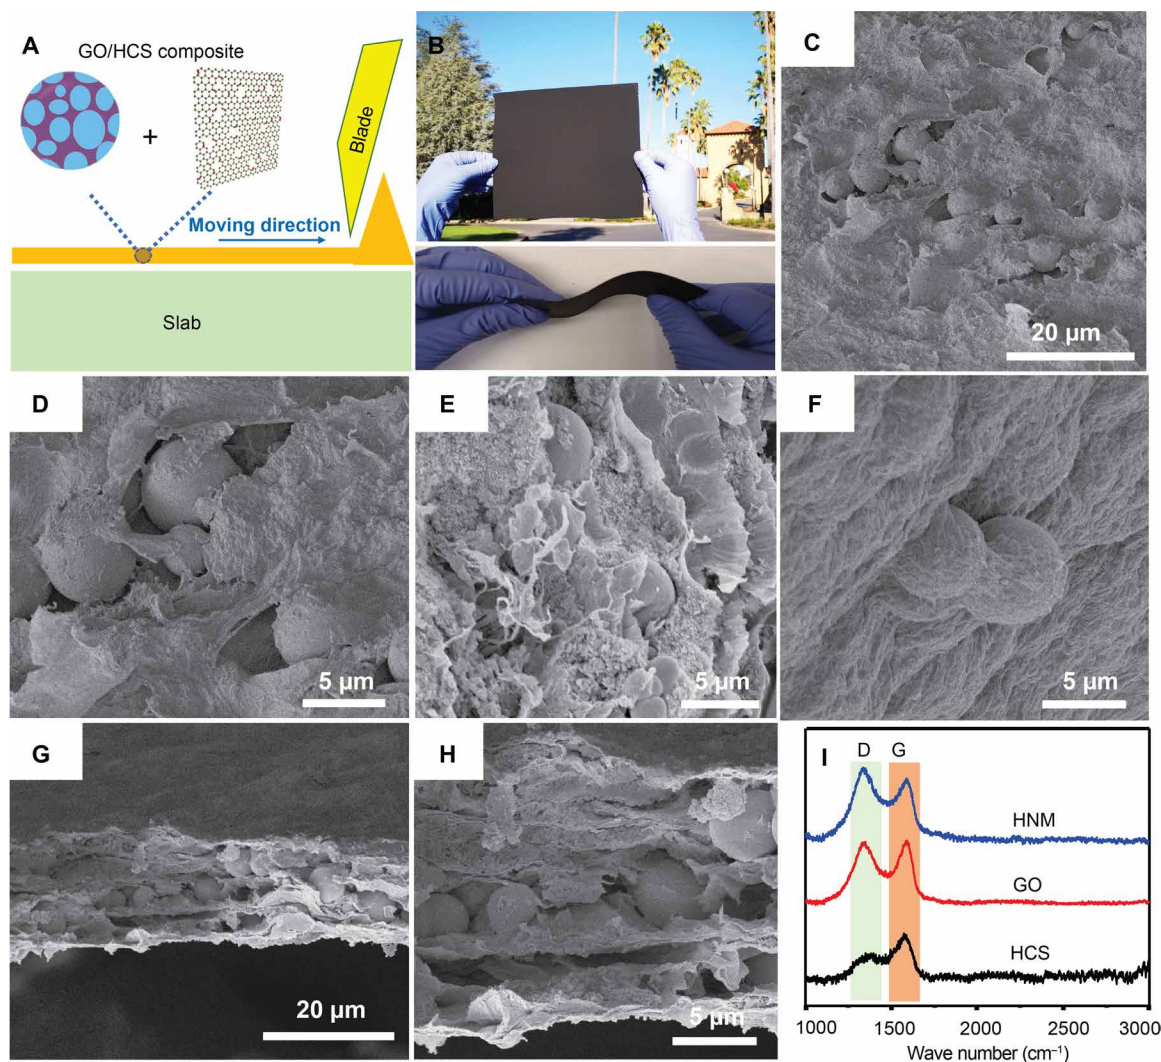 A
GO/HCS composite
+
Blade
Moving direction
Slab
B
C
20 µm
D
5 µm
E
5 µm
F
5 µm
G
20 µm
H
5 µm
I
D G
HNM
GO
HCS
1000 1500 2000 2500 3000
Wave number (cm⁻¹)